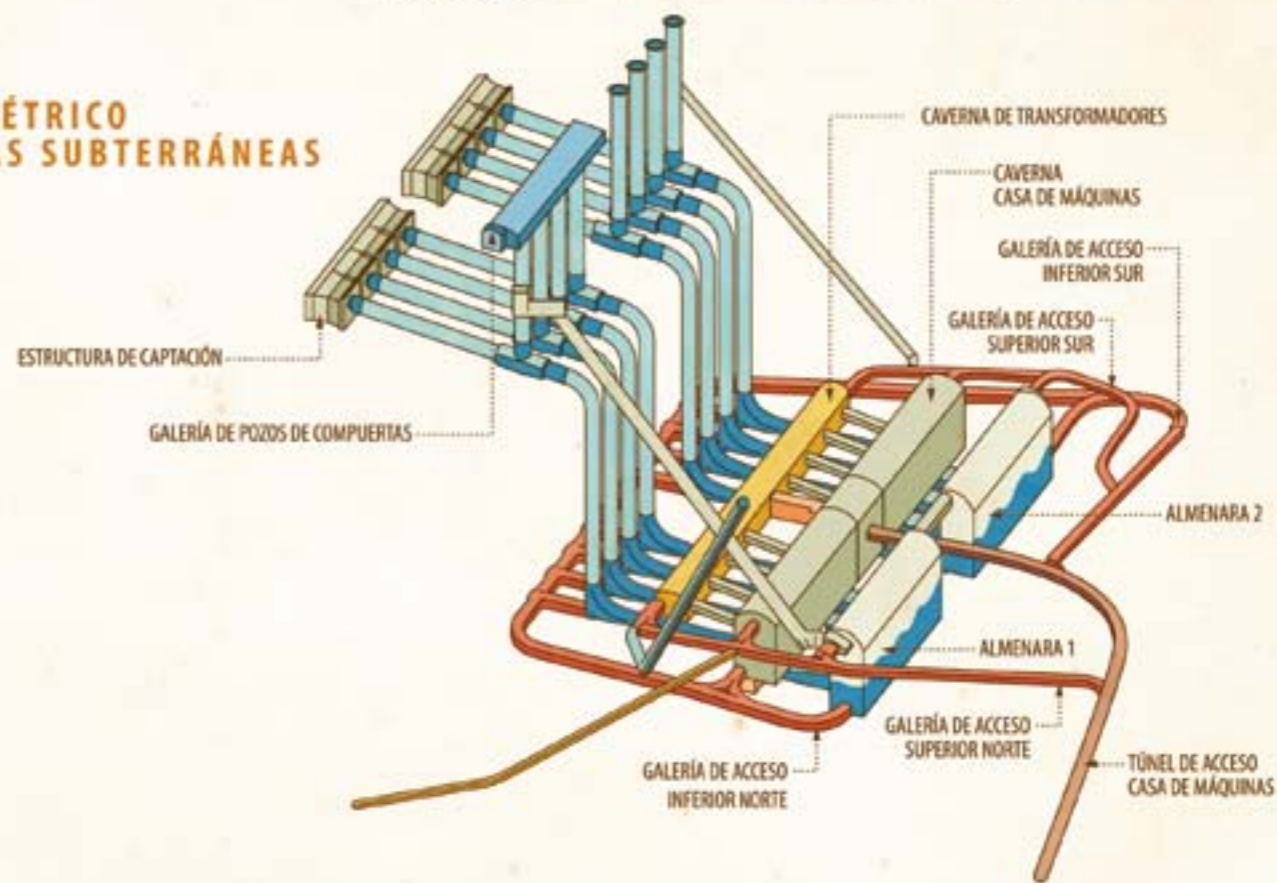 ÉTRICO
AS SUBTERRÁNEAS
CAVERNA DE TRANSFORMADORES
CAVERNA
CASA DE MÁQUINAS
GALERÍA DE ACCESO
INFERIOR SUR
GALERÍA DE ACCESO
SUPERIOR SUR
ESTRUCTURA DE CAPTACIÓN
GALERÍA DE POZOS DE COMPUERTAS
ALMENARA 2
ALMENARA 1
GALERÍA DE ACCESO
SUPERIOR NORTE
GALERÍA DE ACCESO
INFERIOR NORTE
TÚNEL DE ACCESO
CASA DE MÁQUINAS